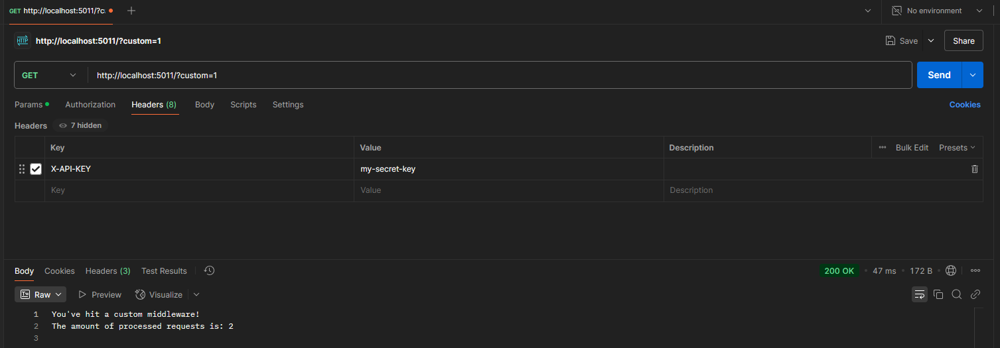 GET http://localhost:5011/?c
No environment
HTTP http://localhost:5011/?custom=1
Save
Share
GET
http://localhost:5011/?custom=1
Send
Params Authorization Headers (8) Body Scripts Settings
Cookies
Headers 7 hidden
Key Value Description ••• Bulk Edit Presets
X-API-KEY my-secret-key
Key Value Description
Body Cookies Headers (3) Test Results
200 OK • 47 ms • 172 B •
Raw Preview Visualize
1 You've hit a custom middleware!
2 The amount of processed requests is: 2
3